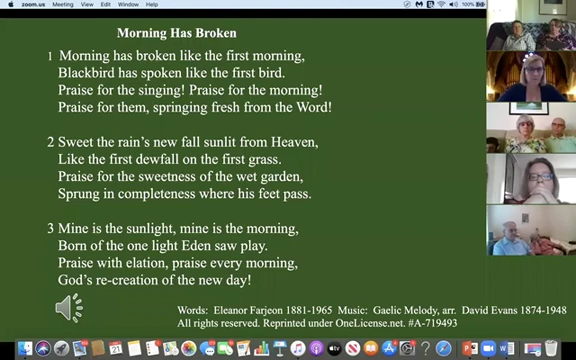 zoom.us Meeting View Edit Window Help 100%
Morning Has Broken
1 Morning has broken like the first morning,
Blackbird has spoken like the first bird.
Praise for the singing! Praise for the morning!
Praise for them, springing fresh from the Word!
2 Sweet the rain's new fall sunlit from Heaven,
Like the first dewfall on the first grass.
Praise for the sweetness of the wet garden,
Sprung in completeness where his feet pass.
3 Mine is the sunlight, mine is the morning,
Born of the one light Eden saw play.
Praise with elation, praise every morning,
God's re-creation of the new day!
Words: Eleanor Farjeon 1881-1965 Music: Gaelic Melody, arr. David Evans 1874-1948
All rights reserved. Reprinted under OneLicense.net. #A-719493